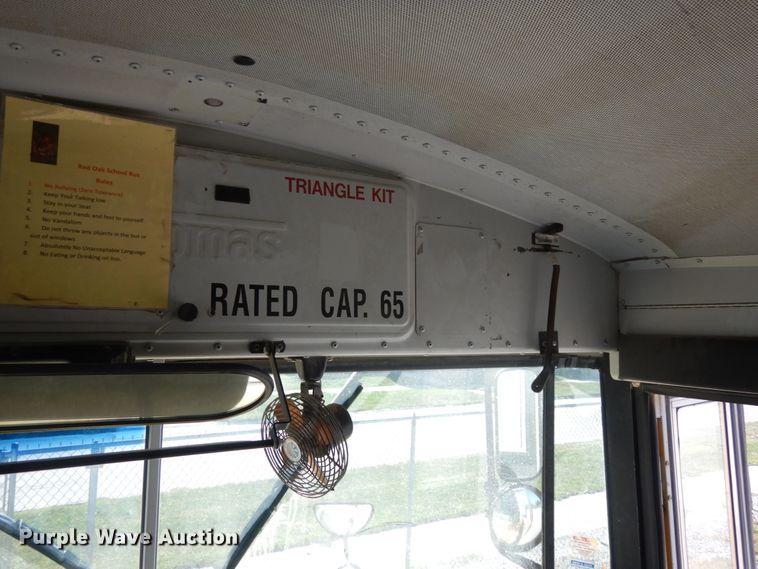 Red Oak School Bus
Rules
1. No Bullying (Zero Tolerance)
2. Keep Your Talking low
3. Stay in your Seat
4. Keep your hands and feet to yourself
5. No Vandalism
6. Do not throw any objects in the bus or
out of windows
7. Absolutely No Unacceptable Language
8. No Eating or Drinking on bus.
TRIANGLE KIT
omas
RATED CAP. 65
Purple Wave Auction